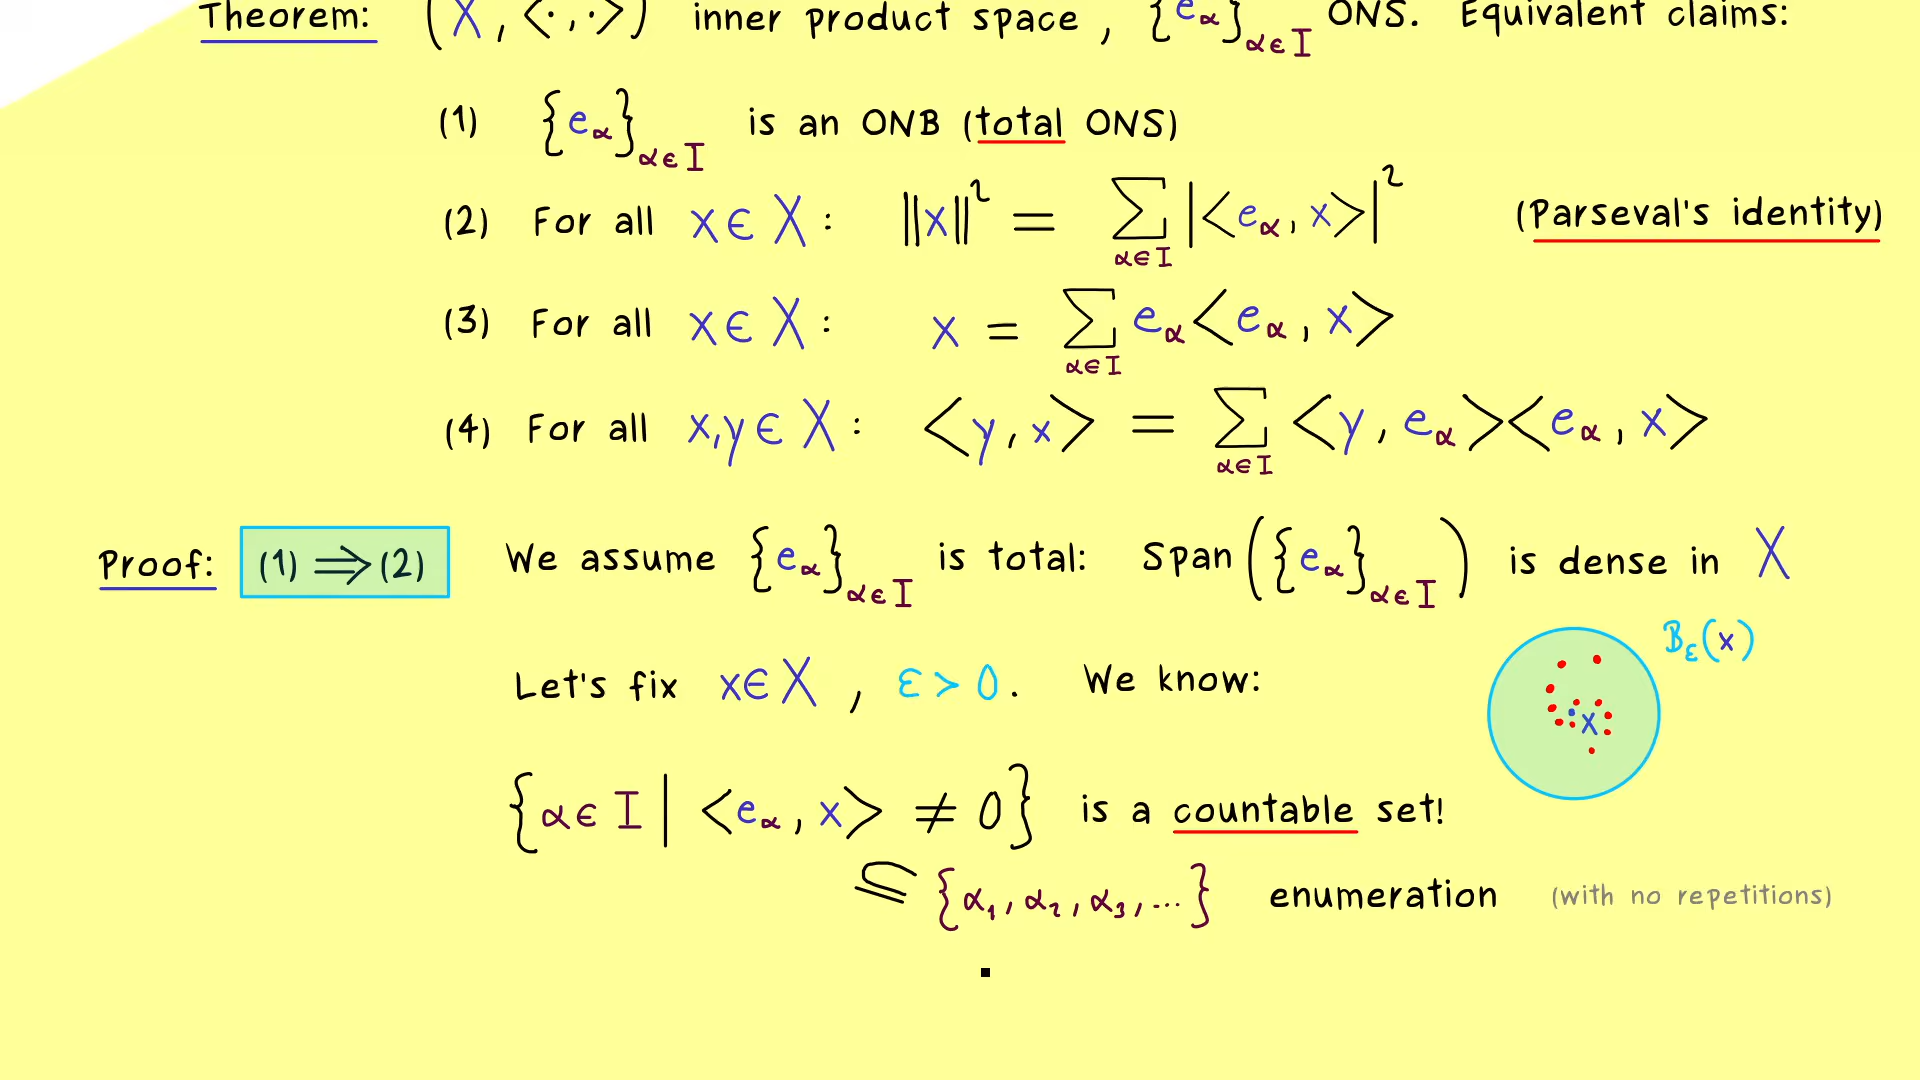 Theorem: (X, <·,·>) inner product space, {e_α}_{α∈I} ONS. Equivalent claims:
(1) {e_α}_{α∈I} is an ONB (total ONS)
(2) For all x∈X: ||x||² = ∑_{α∈I} |<e_α, x>|² (Parseval's identity)
(3) For all x∈X: x = ∑_{α∈I} e_α<e_α, x>
(4) For all x,y∈X: <y, x> = ∑_{α∈I} <y, e_α><e_α, x>
Proof: (1) ⇒ (2) We assume {e_α}_{α∈I} is total: Span({e_α}_{α∈I}) is dense in X
Let's fix x∈X, ε > 0. We know:
B_ε(x)
x
{α∈I | <e_α, x> ≠ 0} is a countable set!
⊆ {α₁, α₂, α₃, ...} enumeration (with no repetitions)